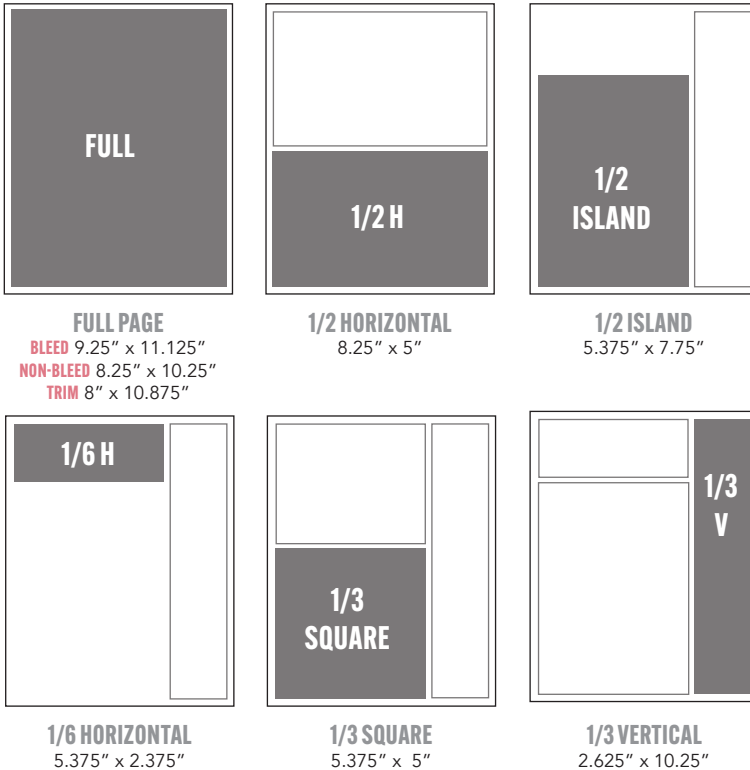 FULL
1/2 H
1/2
ISLAND
FULL PAGE
BLEED 9.25" x 11.125"
NON-BLEED 8.25" x 10.25"
TRIM 8" x 10.875"
1/2 HORIZONTAL
8.25" x 5"
1/2 ISLAND
5.375" x 7.75"
1/6 H
1/3
SQUARE
1/3
V
1/6 HORIZONTAL
5.375" x 2.375"
1/3 SQUARE
5.375" x 5"
1/3 VERTICAL
2.625" x 10.25"